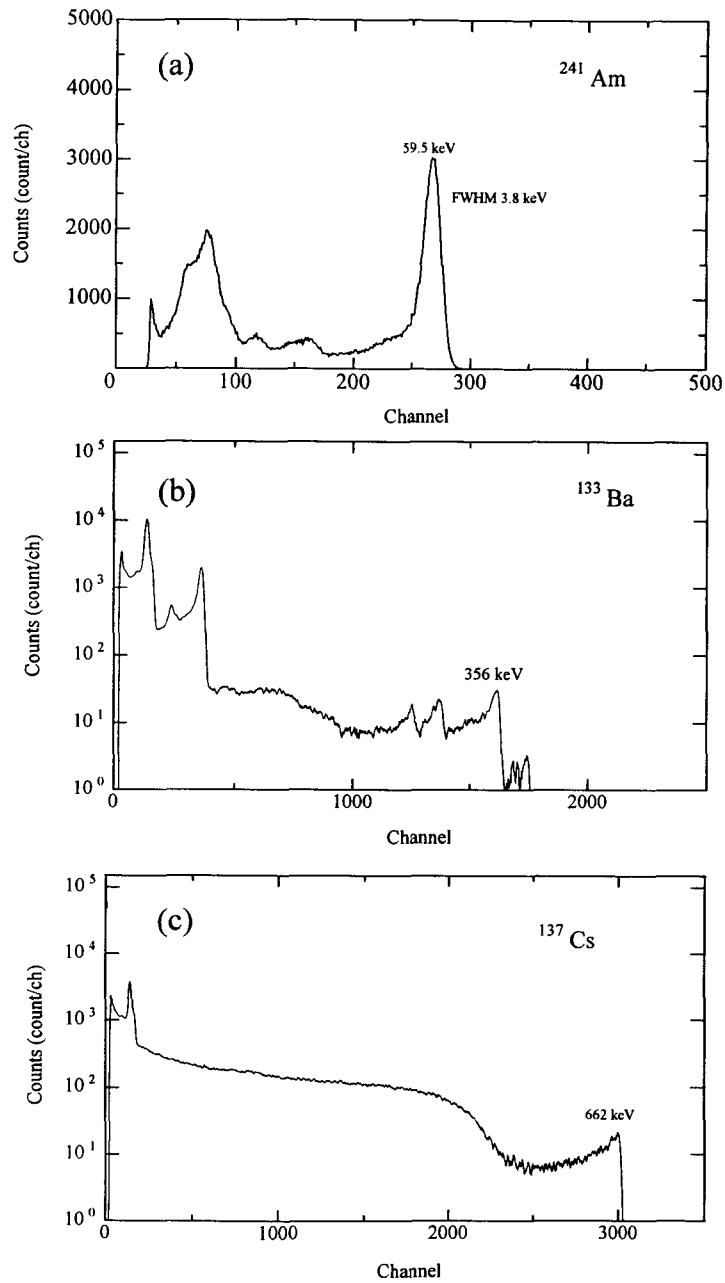 5000
(a)
241 Am
4000
59.5 keV
3000
FWHM 3.8 keV
2000
1000
Counts (count/ch)
0 100 200 300 400 500
Channel
10^5
(b)
133 Ba
10^4
10^3
10^2
356 keV
10^1
10^0
Counts (count/ch)
0 1000 2000
Channel
10^5
(c)
137 Cs
10^4
10^3
10^2
662 keV
10^1
10^0
Counts (count/ch)
0 1000 2000 3000
Channel